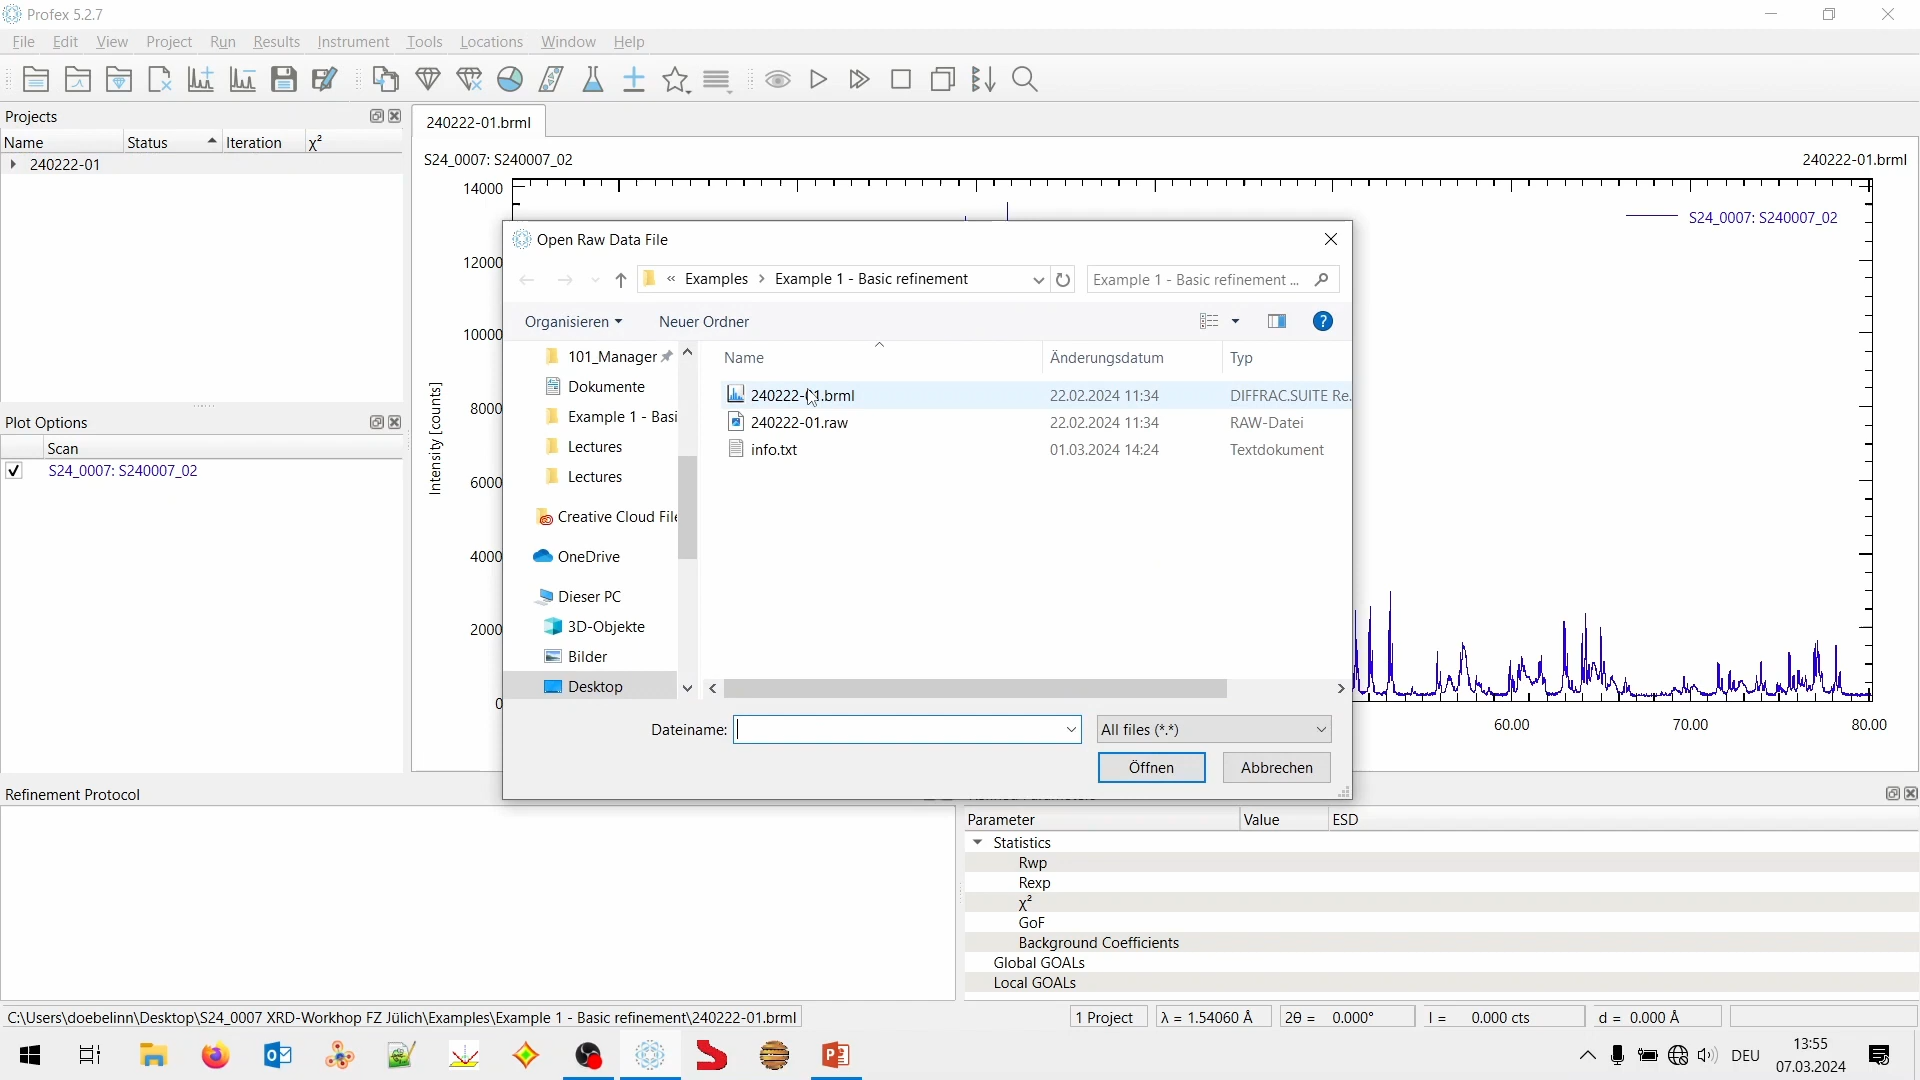 Profex 5.2.7
File Edit View Project Run Results Instrument Tools Locations Window Help
Projects
Name Status Iteration χ²
240222-01
Plot Options
Scan
S24_0007: S240007_02
240222-01.brml
S24_0007: S240007_02 240222-01.brml
S24_0007: S240007_02
Intensity [counts]
14000
12000
10000
8000
6000
4000
2000
0
60.00 70.00 80.00
Open Raw Data File
« Examples > Example 1 - Basic refinement
Example 1 - Basic refinement ...
Organisieren Neuer Ordner
101_Manager
Dokumente
Example 1 - Basi
Lectures
Lectures
Creative Cloud File
OneDrive
Dieser PC
3D-Objekte
Bilder
Desktop
Name Änderungsdatum Typ
240222-01.brml 22.02.2024 11:34 DIFFRAC.SUITE Re.
240222-01.raw 22.02.2024 11:34 RAW-Datei
info.txt 01.03.2024 14:24 Textdokument
Dateiname: All files (*.*)
Öffnen Abbrechen
Refinement Protocol
Parameter Value ESD
Statistics
Rwp
Rexp
χ²
GoF
Background Coefficients
Global GOALs
Local GOALs
C:\Users\doebelinn\Desktop\S24_0007 XRD-Workhop FZ Jülich\Examples\Example 1 - Basic refinement\240222-01.brml
1 Project λ = 1.54060 Å 2θ = 0.000° I = 0.000 cts d = 0.000 Å
DEU 13:55
07.03.2024